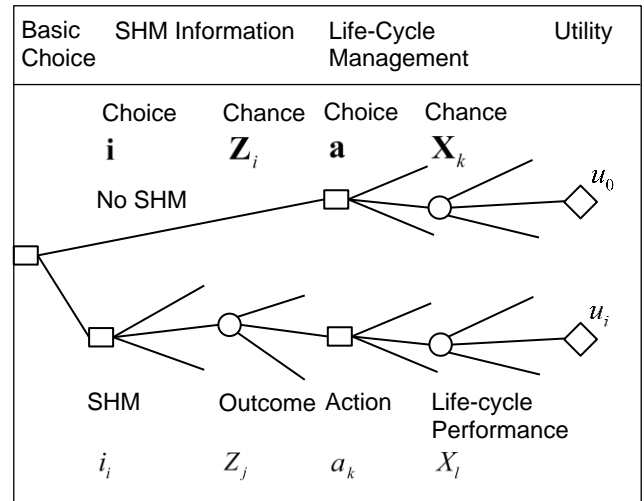 Basic Choice SHM Information Life-Cycle Management Utility
Choice Chance Choice Chance
i Z_i a X_k
No SHM
u_0
u_i
SHM Outcome Action Life-cycle Performance
i_i Z_j a_k X_l